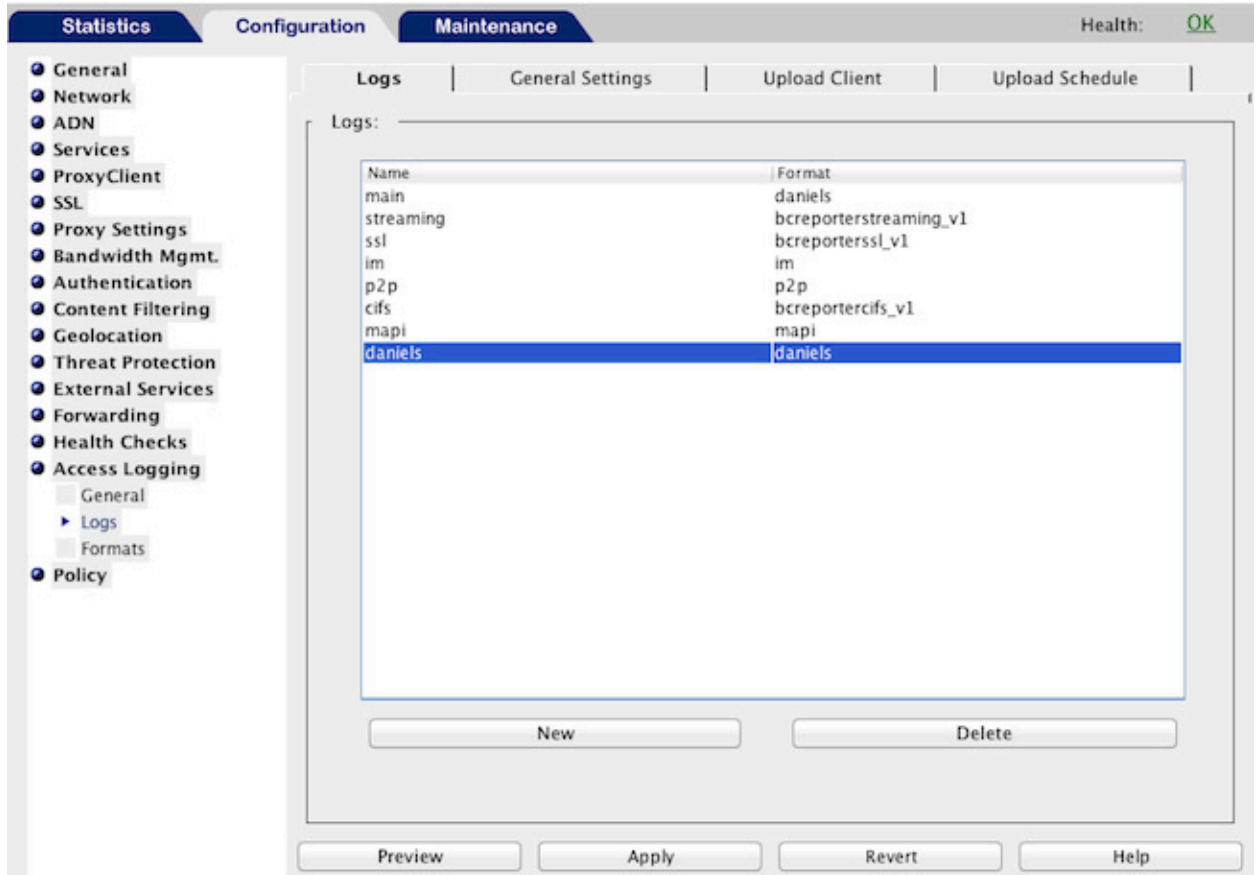 Statistics Configuration Maintenance Health: OK
General
Network
ADN
Services
ProxyClient
SSL
Proxy Settings
Bandwidth Mgmt.
Authentication
Content Filtering
Geolocation
Threat Protection
External Services
Forwarding
Health Checks
Access Logging
General
Logs
Formats
Policy
Logs General Settings Upload Client Upload Schedule
Logs:
Name Format
main daniels
streaming bcreporterstreaming_v1
ssl bcreporterssl_v1
im im
p2p p2p
cifs bcreportercifs_v1
mapi mapi
daniels daniels
New Delete
Preview Apply Revert Help